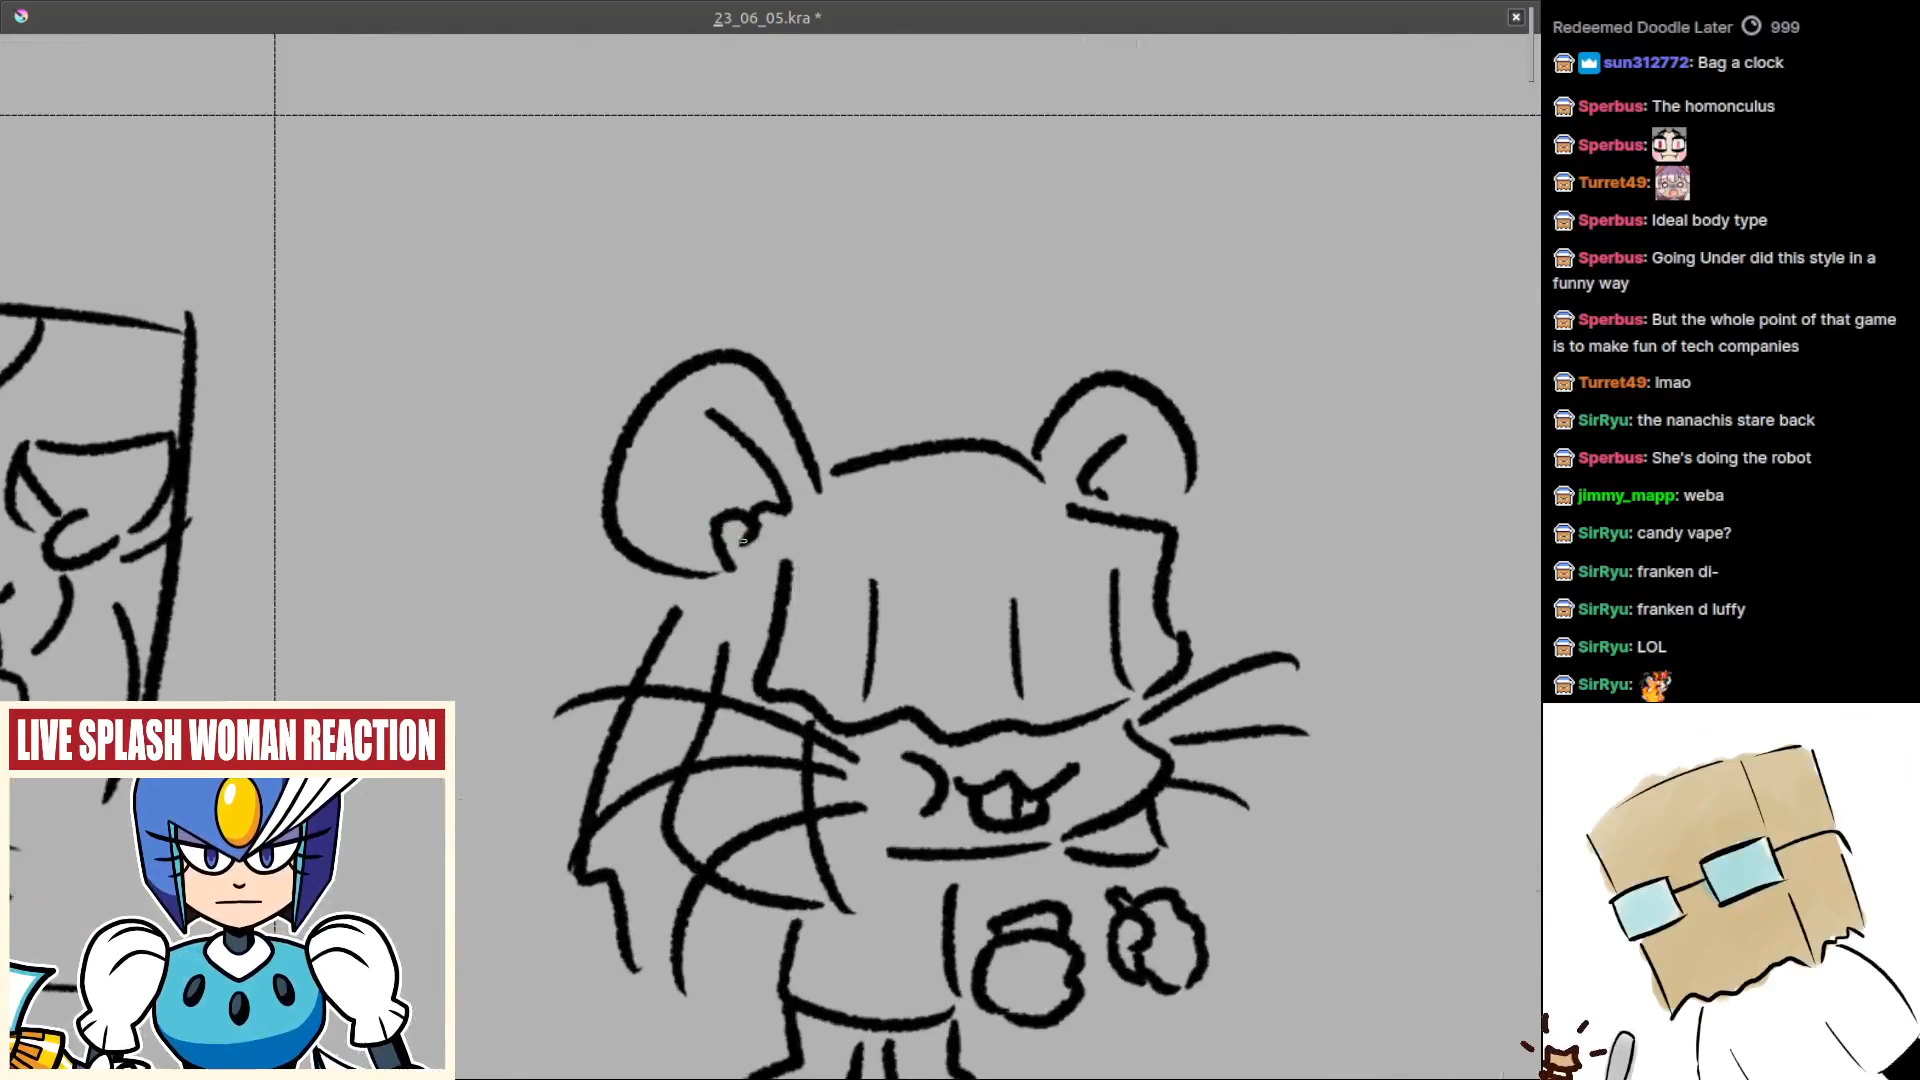 23_06_05.kra *
Redeemed Doodle Later 999
sun312772: Bag a clock
Sperbus: The homonculus
Sperbus:
Turret49:
Sperbus: Ideal body type
Sperbus: Going Under did this style in a
funny way
Sperbus: But the whole point of that game
is to make fun of tech companies
Turret49: lmao
SirRyu: the nanachis stare back
Sperbus: She's doing the robot
jimmy_mapp: weba
SirRyu: candy vape?
SirRyu: franken di-
SirRyu: franken d luffy
SirRyu: LOL
SirRyu:
LIVE SPLASH WOMAN REACTION